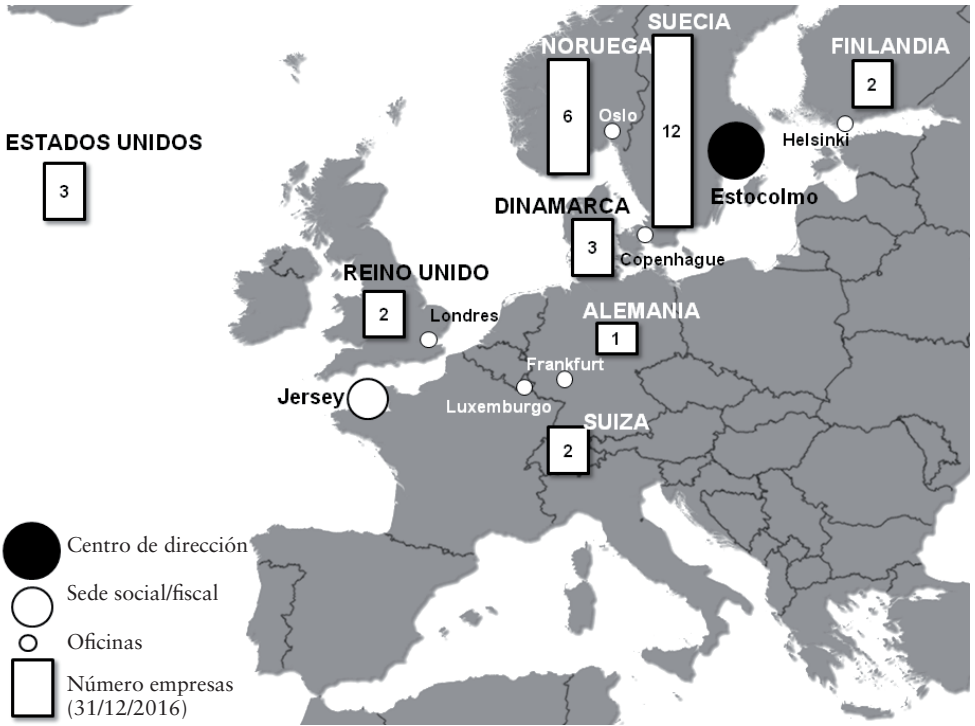 SUECIA
NORUEGA
FINLANDIA
2
6
Oslo
12
Helsinki
ESTADOS UNIDOS
3
Estocolmo
DINAMARCA
3
Copenhague
REINO UNIDO
2
Londres
ALEMANIA
1
Frankfurt
Jersey
Luxemburgo
SUIZA
2
Centro de dirección
Sede social/fiscal
Oficinas
Número empresas
(31/12/2016)